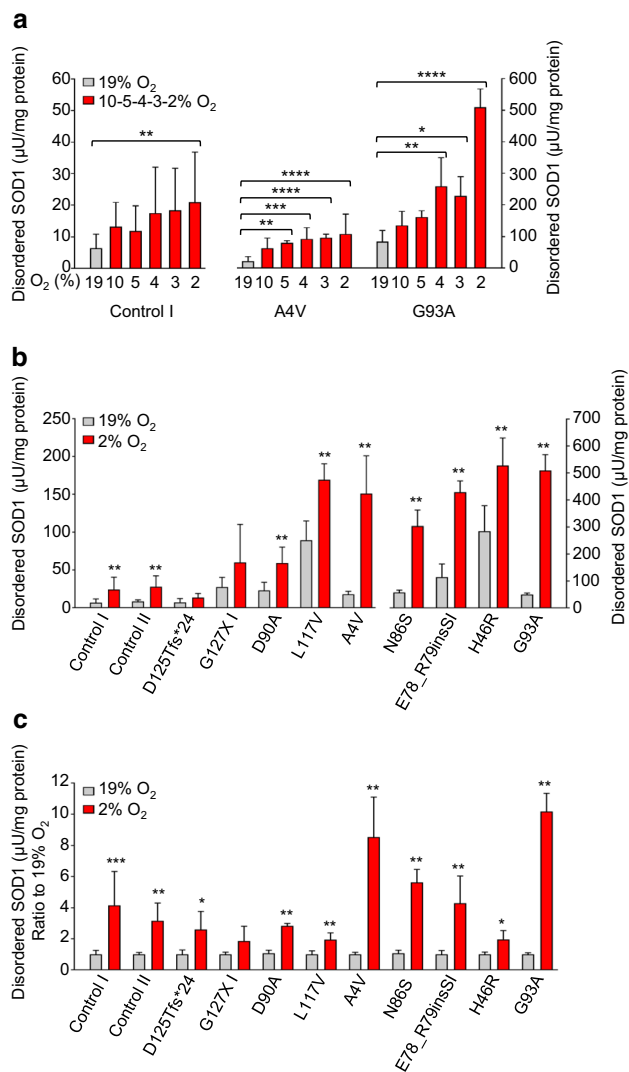 a
Disordered SOD1 (µU/mg protein)
19% O2
10-5-4-3-2% O2
60
50
40
30
20
10
0
**
****
****
***
**
****
*
**
600
500
400
300
200
100
0
Disordered SOD1 (µU/mg protein)
O2 (%) 19 10 5 4 3 2 19 10 5 4 3 2 19 10 5 4 3 2
Control I A4V G93A
b
Disordered SOD1 (µU/mg protein)
19% O2
2% O2
250
200
150
100
50
0
** ** ** ** ** ** ** ** **
700
600
500
400
300
200
100
0
Disordered SOD1 (µU/mg protein)
Control I
Control II
D125Tfs*24
G127X I
D90A
L117V
A4V
N86S
E78_R79insSI
H46R
G93A
c
Disordered SOD1 (µU/mg protein)
Ratio to 19% O2
19% O2
2% O2
12
10
8
6
4
2
0
*** ** * ** ** ** ** ** * **
Control I
Control II
D125Tfs*24
G127X I
D90A
L117V
A4V
N86S
E78_R79insSI
H46R
G93A